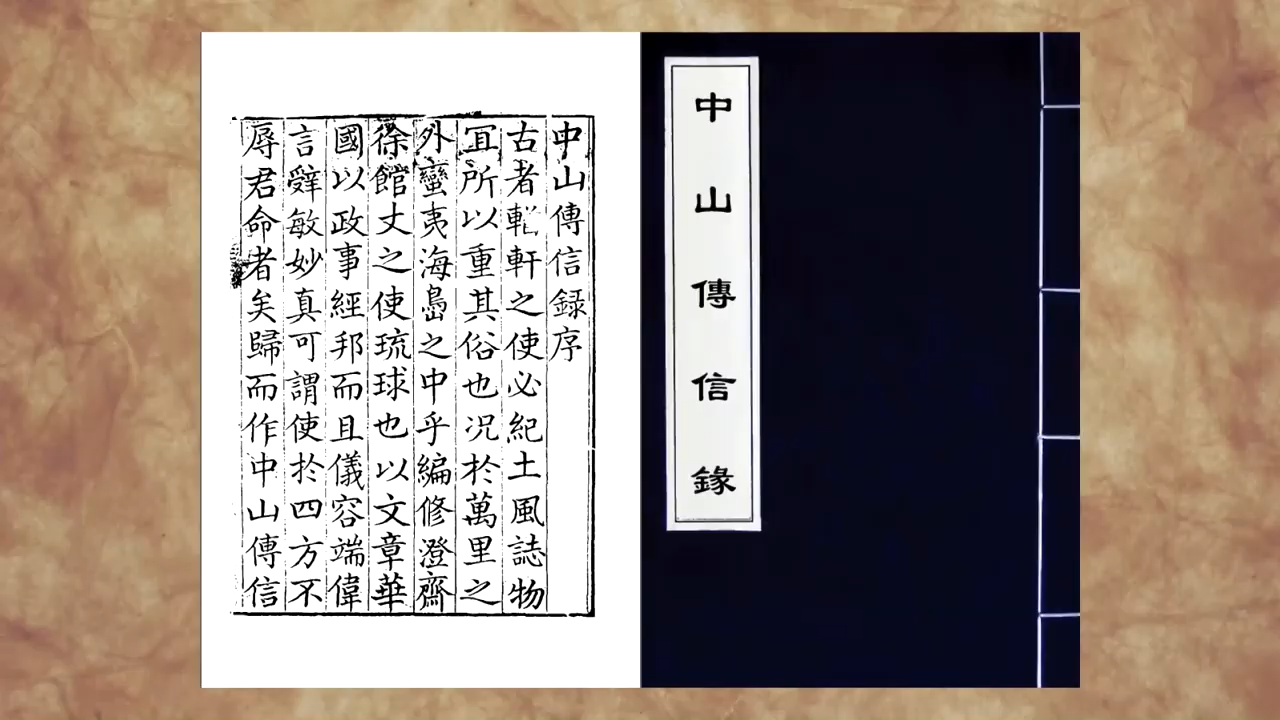 中山傳信錄
中山傳信録序
古者輶軒之使必紀土風誌物
宜所以重其俗也況於萬里之
外蠻夷海島之中乎編修澄齋
徐館丈之使琉球也以文章華
國以政事經邦而且儀容端偉
言辭敏妙真可謂使於四方不
辱君命者矣歸而作中山傳信